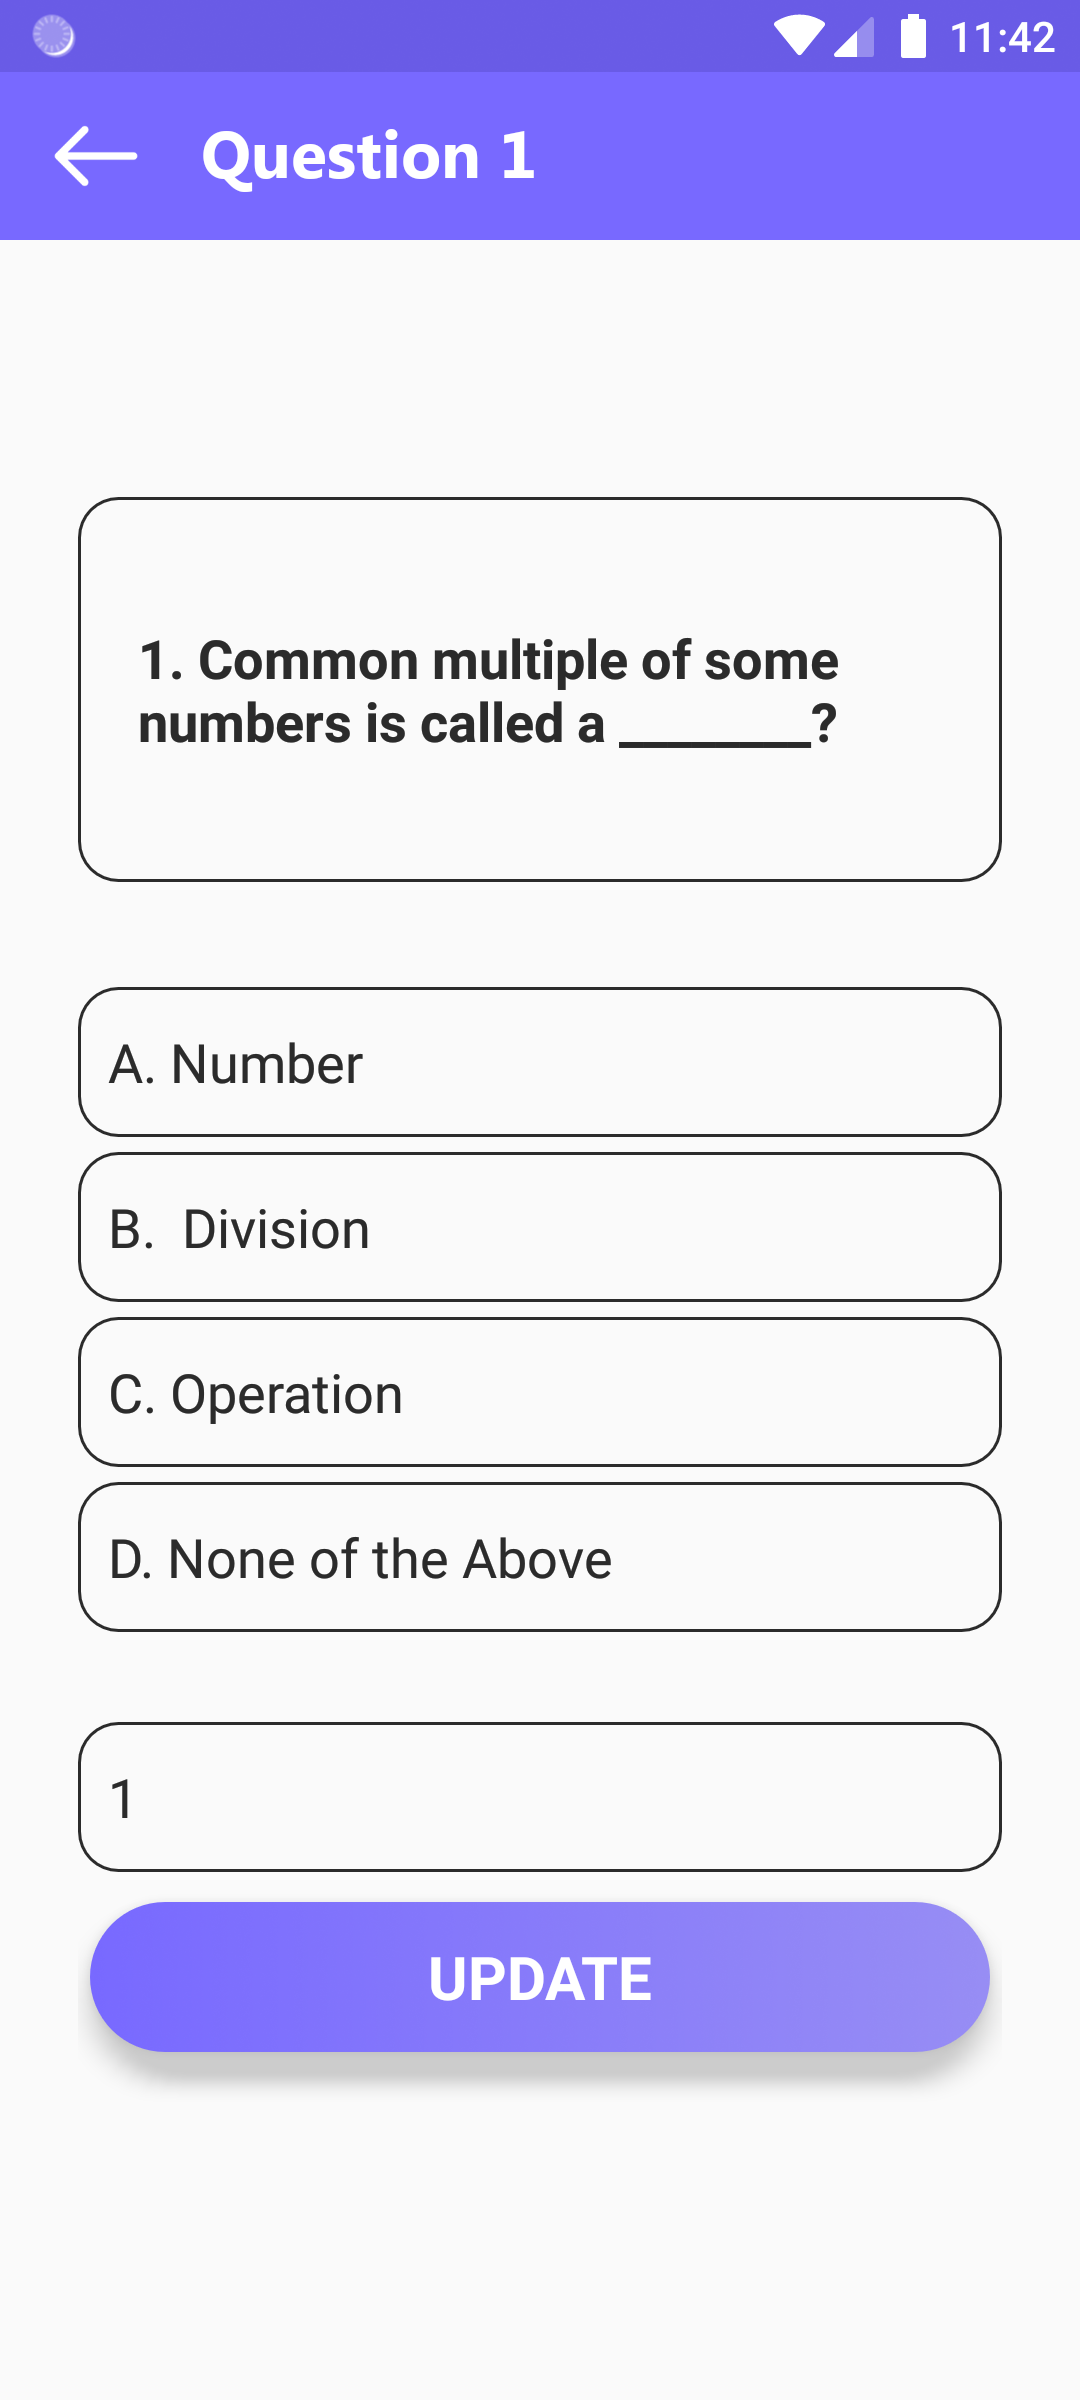 11:42
Question 1
1. Common multiple of some
numbers is called a ________?
A. Number
B.  Division
C. Operation
D. None of the Above
1
UPDATE